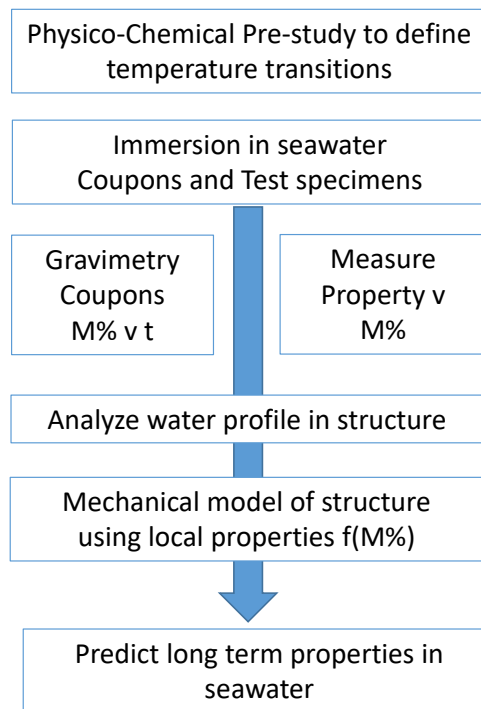 Physico-Chemical Pre-study to define
temperature transitions
Immersion in seawater
Coupons and Test specimens
Gravimetry
Coupons
M% v t
Measure
Property v
M%
Analyze water profile in structure
Mechanical model of structure
using local properties f(M%)
Predict long term properties in
seawater